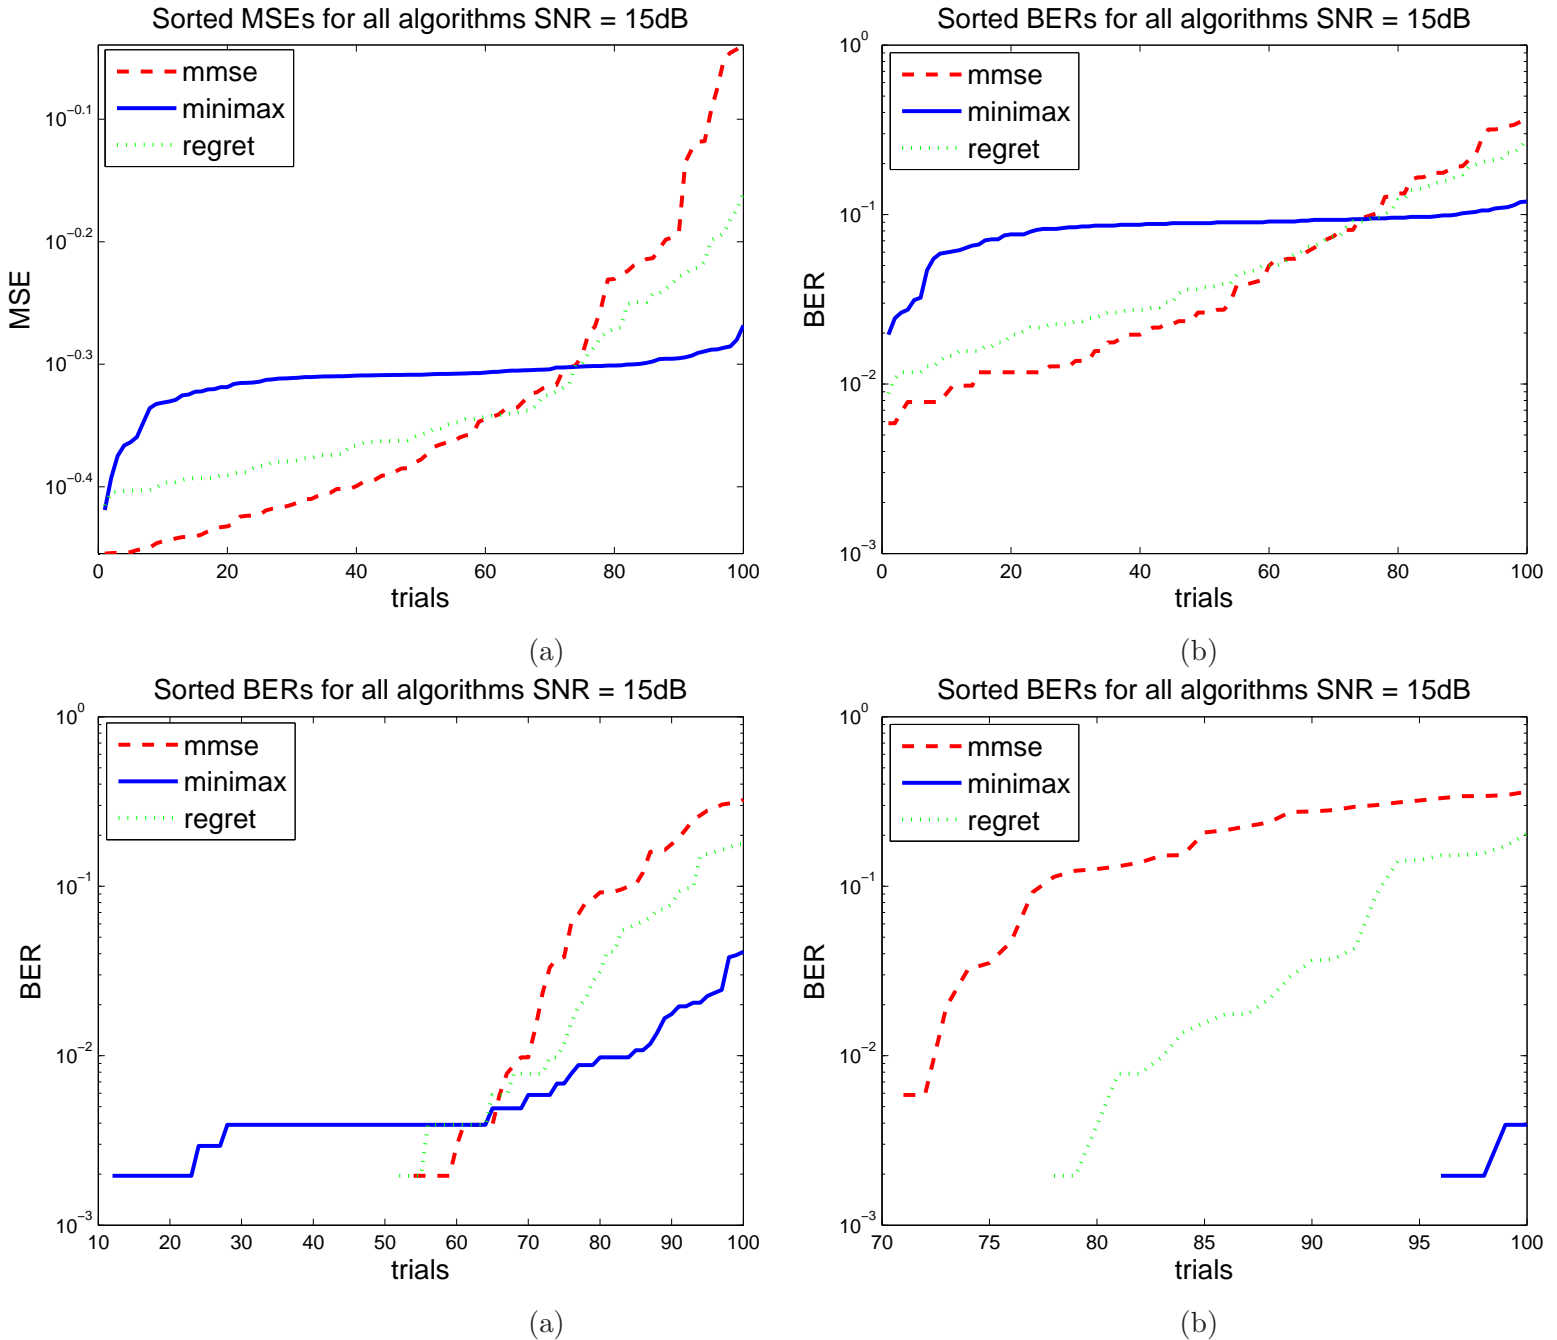 Sorted MSEs for all algorithms SNR = 15dB
mmse
minimax
regret
MSE
10^−0.1
10^−0.2
10^−0.3
10^−0.4
0 20 40 60 80 100
trials
(a)
Sorted BERs for all algorithms SNR = 15dB
mmse
minimax
regret
BER
10^0
10^−1
10^−2
10^−3
0 20 40 60 80 100
trials
(b)
Sorted BERs for all algorithms SNR = 15dB
mmse
minimax
regret
BER
10^0
10^−1
10^−2
10^−3
10 20 30 40 50 60 70 80 90 100
trials
(a)
Sorted BERs for all algorithms SNR = 15dB
mmse
minimax
regret
BER
10^0
10^−1
10^−2
10^−3
70 75 80 85 90 95 100
trials
(b)